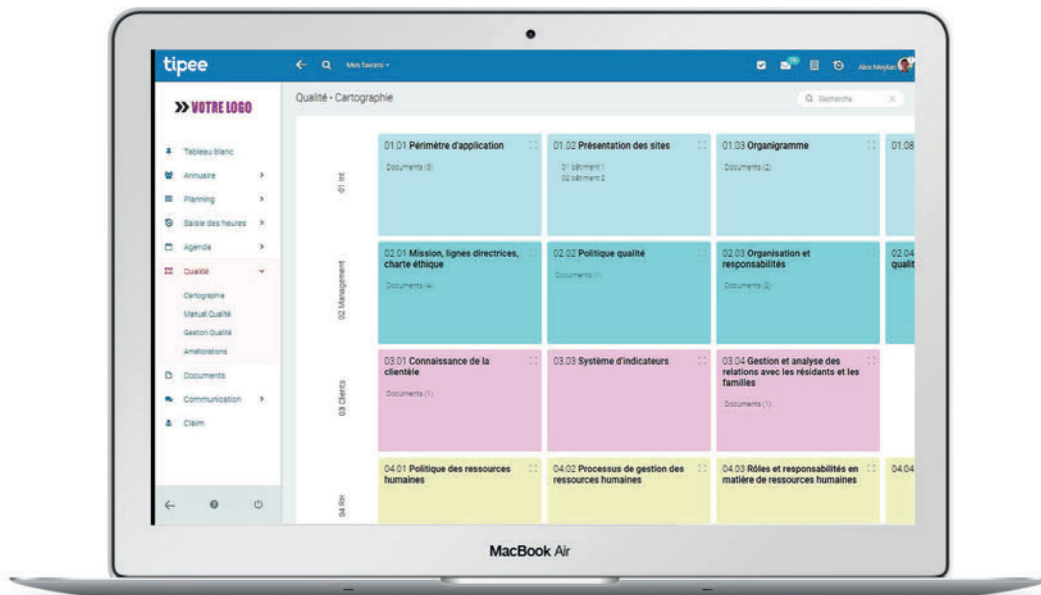 tipee
Mes favoris
Alex Meylan
VOTRE LOGO
Qualité - Cartographie
Recherche
Tableau blanc
Annuaire
Planning
Saisie des heures
Agenda
Qualité
Cartographie
Manuel Qualité
Gestion Qualité
Améliorations
Documents
Communication
Claim
01 Int
01.01 Périmètre d'application
Documents (3)
01.02 Présentation des sites
01 bâtiment 1
02 bâtiment 2
01.03 Organigramme
Documents (2)
01.08
02 Management
02.01 Mission, lignes directrices,
charte éthique
Documents (4)
02.02 Politique qualité
Documents (1)
02.03 Organisation et
responsabilités
Documents (2)
02.04
qualit
03 Clients
03.01 Connaissance de la
clientèle
Documents (1)
03.03 Système d'indicateurs
03.04 Gestion et analyse des
relations avec les résidants et les
familles
Documents (1)
04 RH
04.01 Politique des ressources
humaines
04.02 Processus de gestion des
ressources humaines
04.03 Rôles et responsabilités en
matière de ressources humaines
04.04
MacBook Air